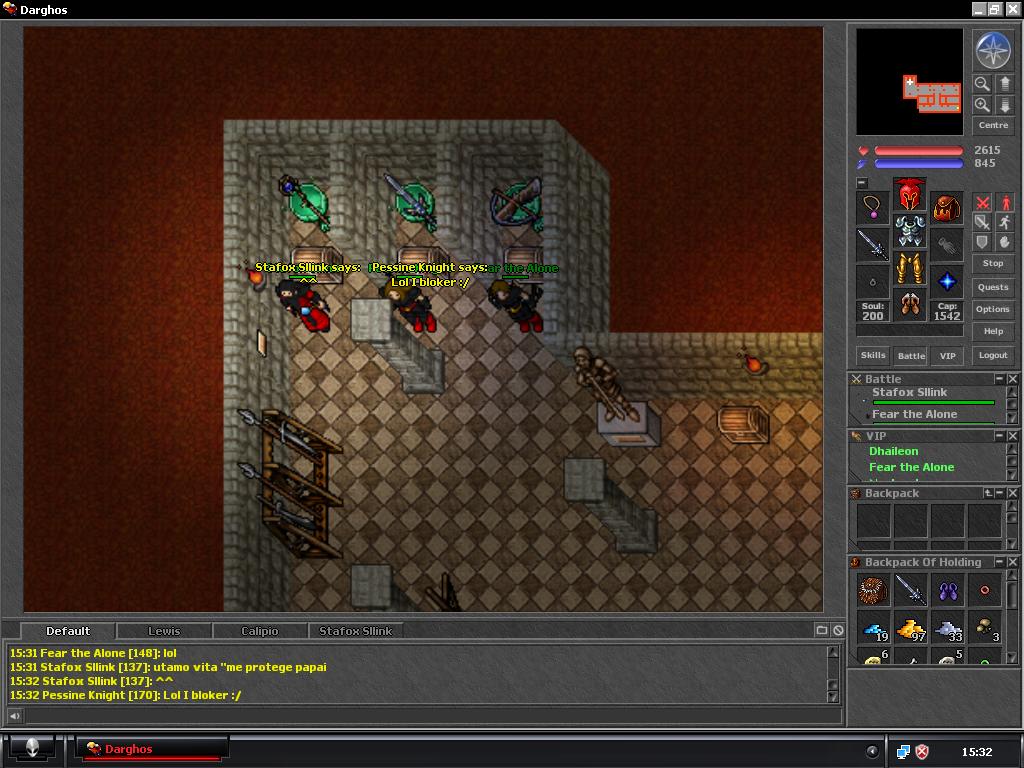 Darghos
Centre
2615
845
Stafox Sllink says:
Pessine Knight says:
ar the Alone
^^
Lol I bloker :/
Soul:
200
Cap:
1542
Stop
Quests
Options
Help
Skills
Battle
VIP
Logout
Battle
Stafox Sllink
Fear the Alone
VIP
Dhaileon
Fear the Alone
Backpack
Backpack Of Holding
19
97
33
3
6
5
Default
Lewis
Calipio
Stafox Sllink
15:31 Fear the Alone [148]: lol
15:31 Stafox Sllink [137]: utamo vita "me protege papai
15:32 Stafox Sllink [137]: ^^
15:32 Pessine Knight [170]: Lol I bloker :/
Darghos
15:32